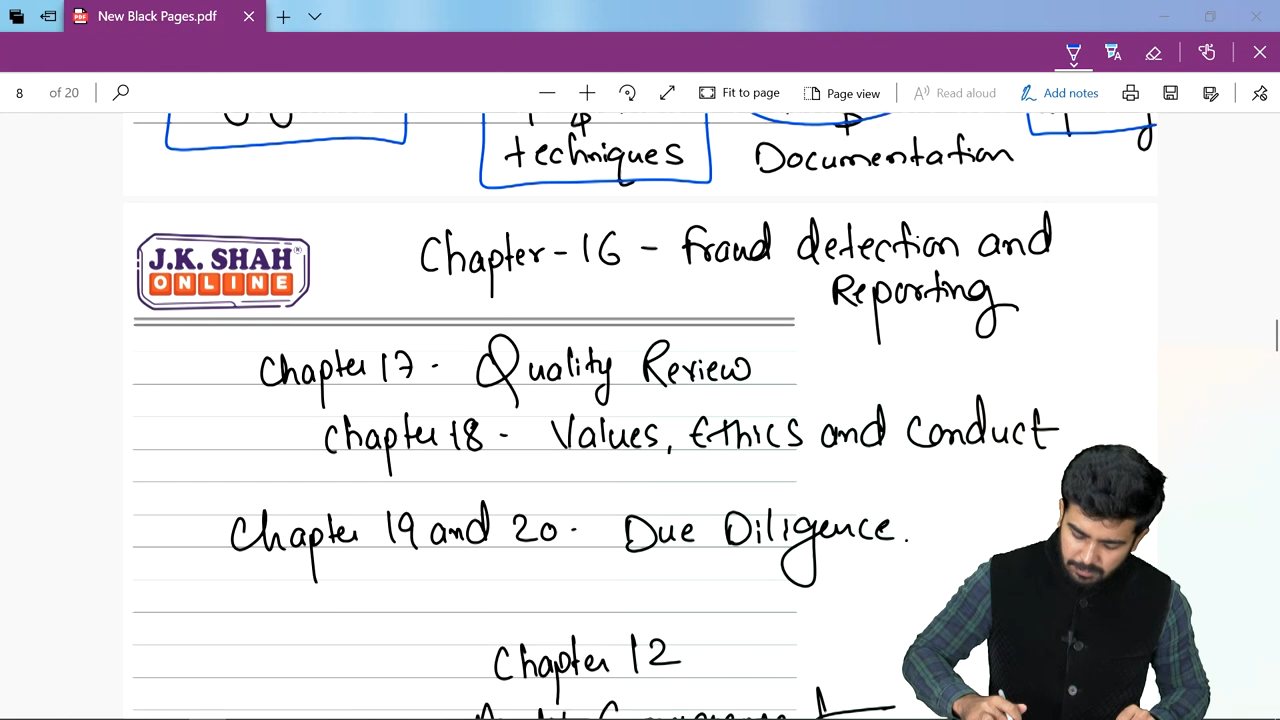 New Black Pages.pdf
8 of 20
Fit to page
Page view
Read aloud
Add notes
techniques
Documentation
J.K. SHAH
ONLINE
Chapter-16 - fraud detection and
Reporting
Chapter 17 - Quality Review
Chapter 18 - Values, Ethics and Conduct
Chapter 19 and 20 - Due Diligence.
Chapter 12